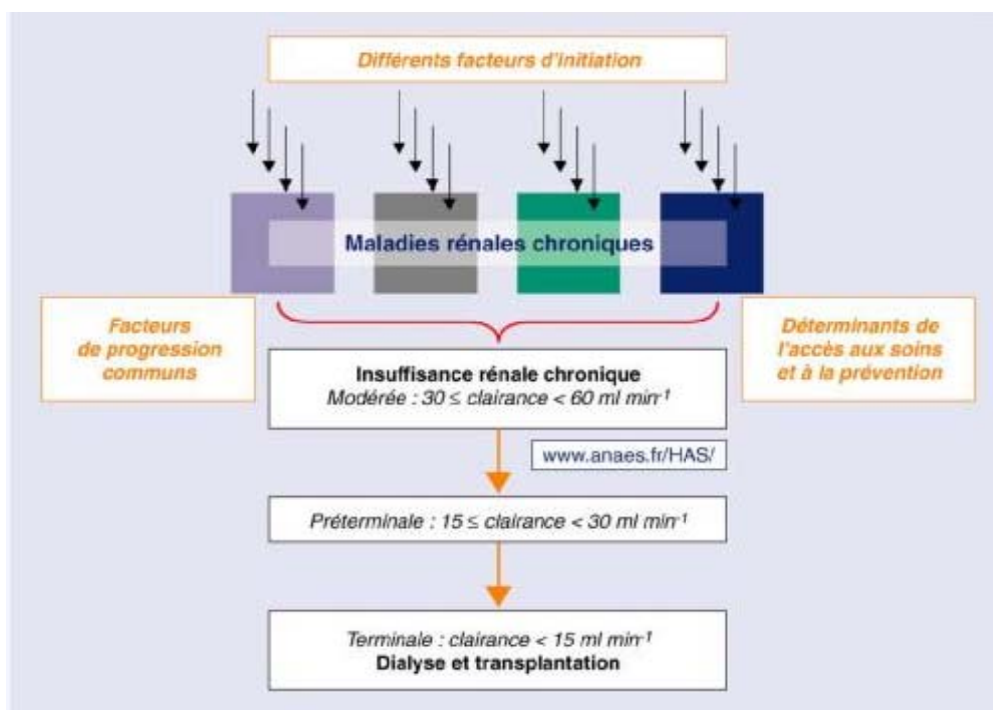 Différents facteurs d'initiation
Maladies rénales chroniques
Facteurs
de progression
communs
Déterminants de
l'accès aux soins
et à la prévention
Insuffisance rénale chronique
Modérée : 30 ≤ clairance < 60 ml min⁻¹
www.anaes.fr/HAS/
Préterminale : 15 ≤ clairance < 30 ml min⁻¹
Terminale : clairance < 15 ml min⁻¹
Dialyse et transplantation